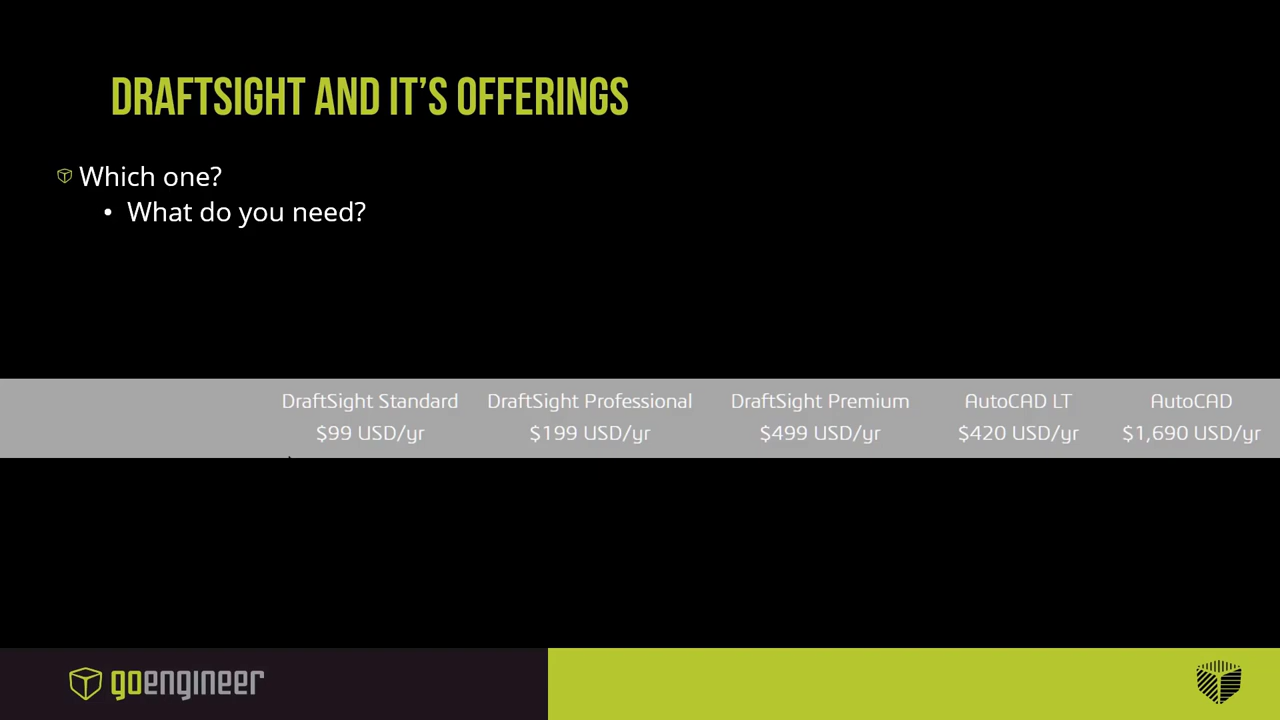 DRAFTSIGHT AND IT'S OFFERINGS
Which one?
• What do you need?
DraftSight Standard DraftSight Professional DraftSight Premium AutoCAD LT AutoCAD
$99 USD/yr $199 USD/yr $499 USD/yr $420 USD/yr $1,690 USD/yr
goengineer